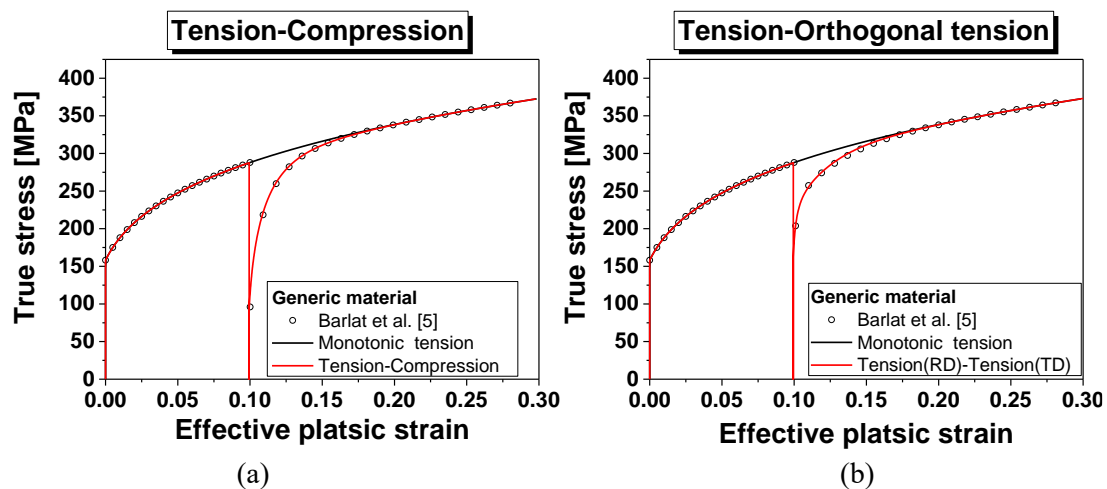 Tension-Compression
True stress [MPa]
400
350
300
250
200
150
100
50
0
Generic material
Barlat et al. [5]
Monotonic tension
Tension-Compression
0.00 0.05 0.10 0.15 0.20 0.25 0.30
Effective platsic strain
(a)
Tension-Orthogonal tension
True stress [MPa]
400
350
300
250
200
150
100
50
0
Generic material
Barlat et al. [5]
Monotonic tension
Tension(RD)-Tension(TD)
0.00 0.05 0.10 0.15 0.20 0.25 0.30
Effective platsic strain
(b)